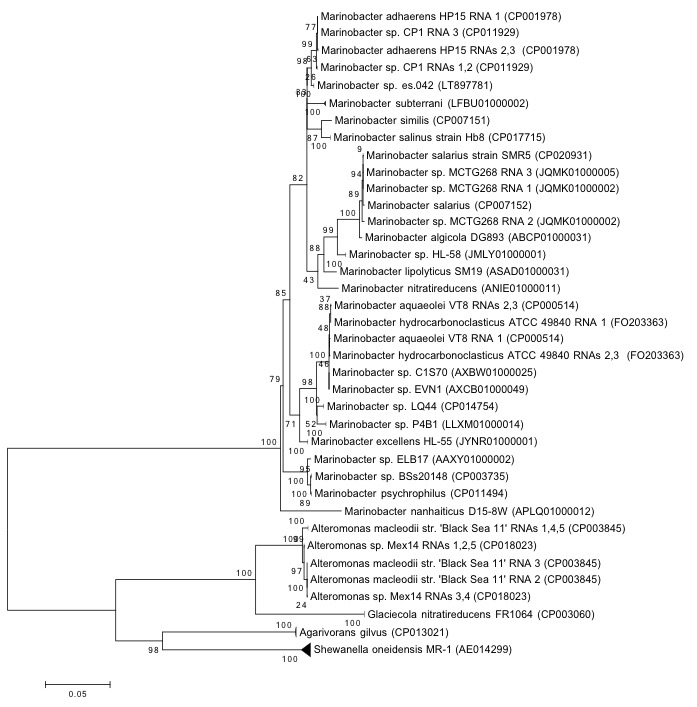 Marinobacter adhaerens HP15 RNA 1 (CP001978)
77
Marinobacter sp. CP1 RNA 3 (CP011929)
99
Marinobacter adhaerens HP15 RNAs 2,3 (CP001978)
98
63
Marinobacter sp. CP1 RNAs 1,2 (CP011929)
26
Marinobacter sp. es.042 (LT897781)
100
Marinobacter subterrani (LFBU01000002)
100
Marinobacter similis (CP007151)
87
Marinobacter salinus strain Hb8 (CP017715)
100
9
Marinobacter salarius strain SMR5 (CP020931)
94
Marinobacter sp. MCTG268 RNA 3 (JQMK01000005)
82
Marinobacter sp. MCTG268 RNA 1 (JQMK01000002)
89
Marinobacter salarius (CP007152)
100
Marinobacter sp. MCTG268 RNA 2 (JQMK01000002)
99
Marinobacter algicola DG893 (ABCP01000031)
88
Marinobacter sp. HL-58 (JMLY01000001)
100
Marinobacter lipolyticus SM19 (ASAD01000031)
43
Marinobacter nitratireducens (ANIE01000011)
85
37
Marinobacter aquaeolei VT8 RNAs 2,3 (CP000514)
88
Marinobacter hydrocarbonoclasticus ATCC 49840 RNA 1 (FO203363)
48
Marinobacter aquaeolei VT8 RNA 1 (CP000514)
100
Marinobacter hydrocarbonoclasticus ATCC 49840 RNAs 2,3 (FO203363)
46
Marinobacter sp. C1S70 (AXBW01000025)
79
98
Marinobacter sp. EVN1 (AXCB01000049)
100
Marinobacter sp. LQ44 (CP014754)
71
52
Marinobacter sp. P4B1 (LLXM01000014)
100
100
Marinobacter excellens HL-55 (JYNR01000001)
100
Marinobacter sp. ELB17 (AAXY01000002)
95
Marinobacter sp. BSs20148 (CP003735)
100
Marinobacter psychrophilus (CP011494)
100
89
Marinobacter nanhaiticus D15-8W (APLQ01000012)
100
Alteromonas macleodii str. 'Black Sea 11' RNAs 1,4,5 (CP003845)
100
99
Alteromonas sp. Mex14 RNAs 1,2,5 (CP018023)
Alteromonas macleodii str. 'Black Sea 11' RNA 3 (CP003845)
100
97
Alteromonas macleodii str. 'Black Sea 11' RNA 2 (CP003845)
100
Alteromonas sp. Mex14 RNAs 3,4 (CP018023)
24
Glaciecola nitratireducens FR1064 (CP003060)
100
100
Agarivorans gilvus (CP013021)
98
Shewanella oneidensis MR-1 (AE014299)
100
0.05